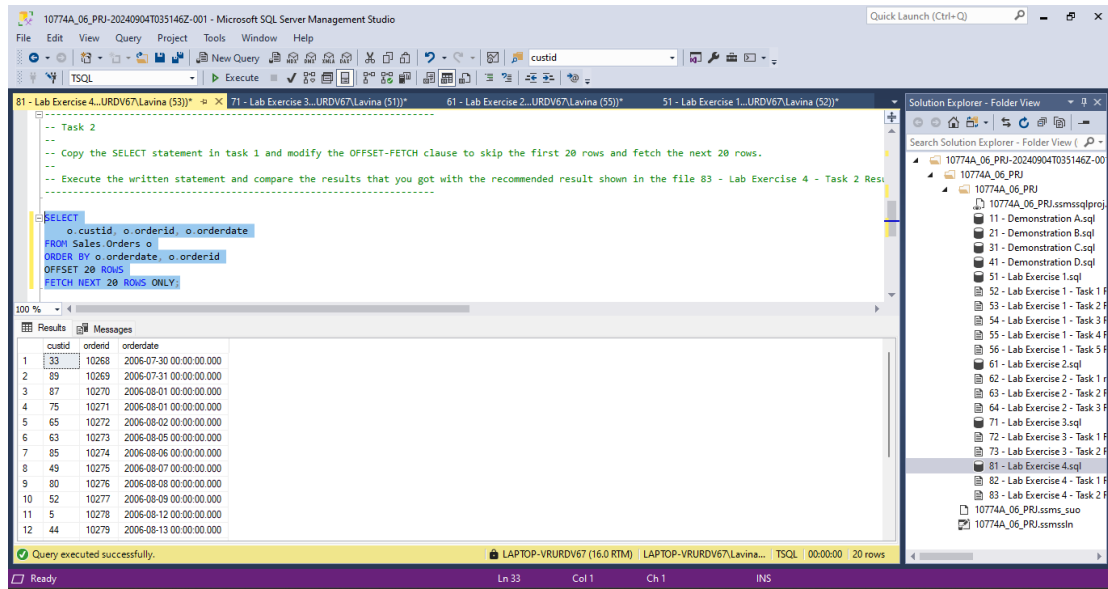 10774A_06_PRJ-20240904T035146Z-001 - Microsoft SQL Server Management Studio
Quick Launch (Ctrl+Q)
File Edit View Query Project Tools Window Help
New Query
custid
TSQL
Execute
81 - Lab Exercise 4...URDV67\Lavina (53))*
71 - Lab Exercise 3...URDV67\Lavina (51))*
61 - Lab Exercise 2...URDV67\Lavina (55))*
51 - Lab Exercise 1...URDV67\Lavina (52))*
---------------------------------------------------------------------
-- Task 2
--
-- Copy the SELECT statement in task 1 and modify the OFFSET-FETCH clause to skip the first 20 rows and fetch the next 20 rows.
--
-- Execute the written statement and compare the results that you got with the recommended result shown in the file 83 - Lab Exercise 4 - Task 2 Resu
---------------------------------------------------------------------
SELECT
o.custid, o.orderid, o.orderdate
FROM Sales.Orders o
ORDER BY o.orderdate, o.orderid
OFFSET 20 ROWS
FETCH NEXT 20 ROWS ONLY;
100 %
Results Messages
custid orderid orderdate
1 33 10268 2006-07-30 00:00:00.000
2 89 10269 2006-07-31 00:00:00.000
3 87 10270 2006-08-01 00:00:00.000
4 75 10271 2006-08-01 00:00:00.000
5 65 10272 2006-08-02 00:00:00.000
6 63 10273 2006-08-05 00:00:00.000
7 85 10274 2006-08-06 00:00:00.000
8 49 10275 2006-08-07 00:00:00.000
9 80 10276 2006-08-08 00:00:00.000
10 52 10277 2006-08-09 00:00:00.000
11 5 10278 2006-08-12 00:00:00.000
12 44 10279 2006-08-13 00:00:00.000
Query executed successfully.
LAPTOP-VRURDV67 (16.0 RTM)
LAPTOP-VRURDV67\Lavina...
TSQL
00:00:00
20 rows
Solution Explorer - Folder View
Search Solution Explorer - Folder View (
10774A_06_PRJ-20240904T035146Z-00
10774A_06_PRJ
10774A_06_PRJ
10774A_06_PRJ.ssmssqlproj.
11 - Demonstration A.sql
21 - Demonstration B.sql
31 - Demonstration C.sql
41 - Demonstration D.sql
51 - Lab Exercise 1.sql
52 - Lab Exercise 1 - Task 1 F
53 - Lab Exercise 1 - Task 2 F
54 - Lab Exercise 1 - Task 3 F
55 - Lab Exercise 1 - Task 4 F
56 - Lab Exercise 1 - Task 5 F
61 - Lab Exercise 2.sql
62 - Lab Exercise 2 - Task 1 r
63 - Lab Exercise 2 - Task 2 F
64 - Lab Exercise 2 - Task 3 F
71 - Lab Exercise 3.sql
72 - Lab Exercise 3 - Task 1 F
73 - Lab Exercise 3 - Task 2 F
81 - Lab Exercise 4.sql
82 - Lab Exercise 4 - Task 1 F
83 - Lab Exercise 4 - Task 2 F
10774A_06_PRJ.ssms_suo
10774A_06_PRJ.ssmssln
Ready
Ln 33
Col 1
Ch 1
INS